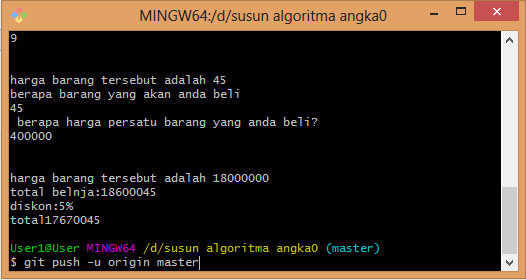 MINGW64:/d/susun algoritma angka0
9
harga barang tersebut adalah 45
berapa barang yang akan anda beli
45
berapa harga persatu barang yang anda beli?
400000
harga barang tersebut adalah 18000000
total belnja:18600045
diskon:5%
total17670045
User1@User MINGW64 /d/susun algoritma angka0 (master)
$ git push -u origin master